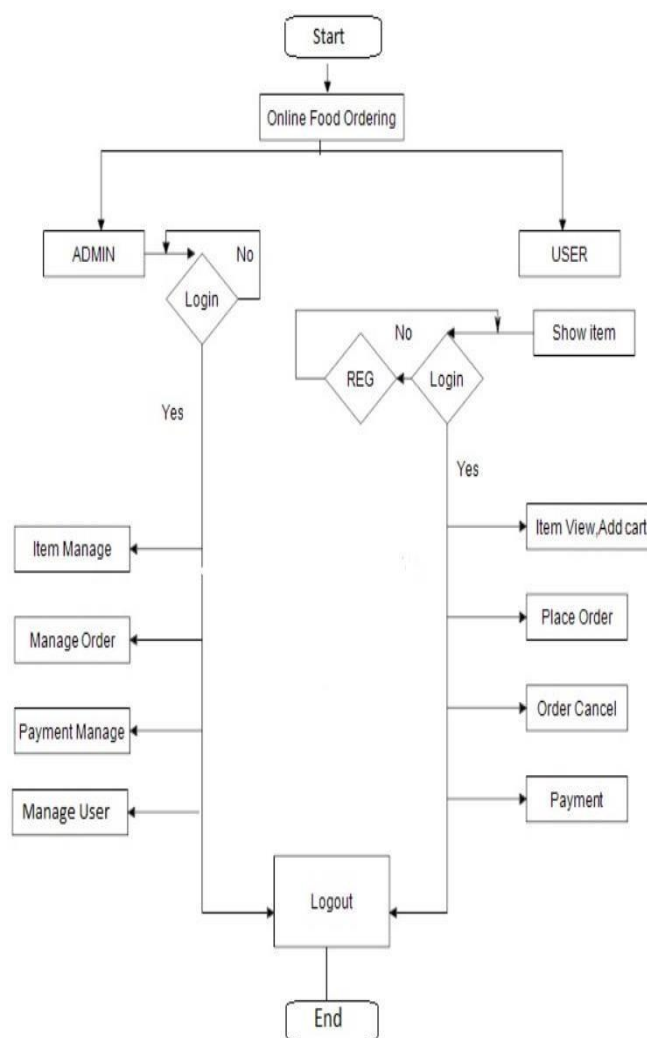 Start
Online Food Ordering
ADMIN
No
USER
Login
Show item
No
REG
Login
Yes
Yes
Item View,Add cart
Item Manage
Place Order
Manage Order
Order Cancel
Payment Manage
Payment
Manage User
Logout
End